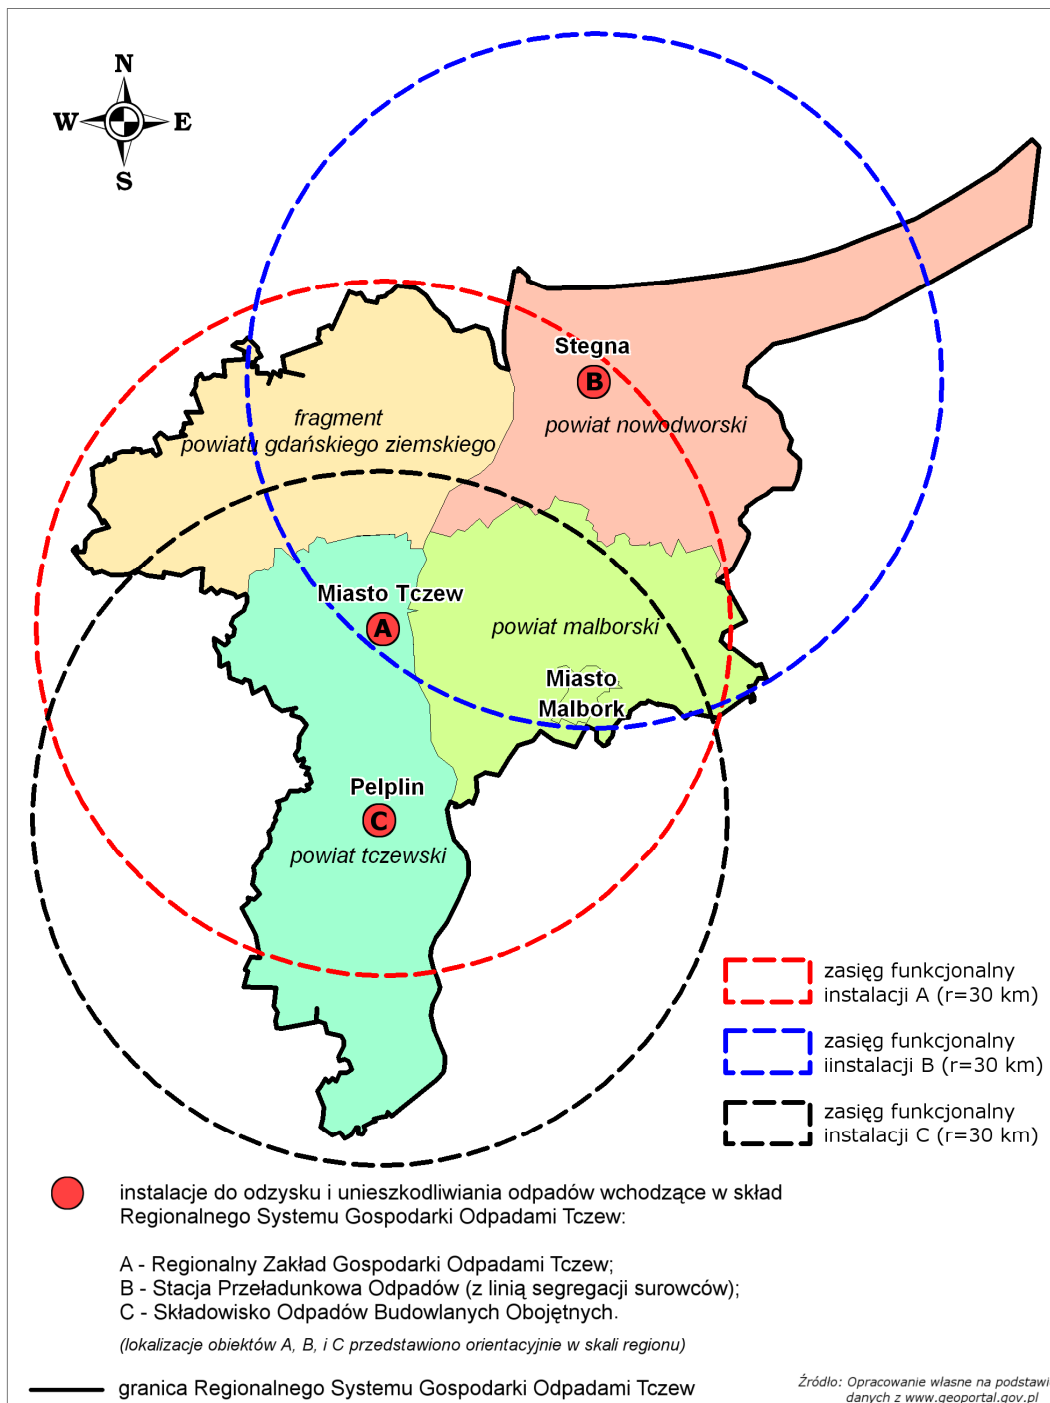 N
W E
S
Stegna
B
fragment
powiatu gdańskiego ziemskiego
powiat nowodworski
Miasto Tczew
A
powiat malborski
Miasto
Malbork
Pelplin
C
powiat tczewski
zasięg funkcjonalny
instalacji A (r=30 km)
zasięg funkcjonalny
iinstalacji B (r=30 km)
zasięg funkcjonalny
instalacji C (r=30 km)
instalacje do odzysku i unieszkodliwiania odpadów wchodzące w skład
Regionalnego Systemu Gospodarki Odpadami Tczew:
A - Regionalny Zakład Gospodarki Odpadami Tczew;
B - Stacja Przeładunkowa Odpadów (z linią segregacji surowców);
C - Składowisko Odpadów Budowlanych Obojętnych.
(lokalizacje obiektów A, B, i C przedstawiono orientacyjnie w skali regionu)
granica Regionalnego Systemu Gospodarki Odpadami Tczew
Źródło: Opracowanie własne na podstawi
danych z www.geoportal.gov.pl